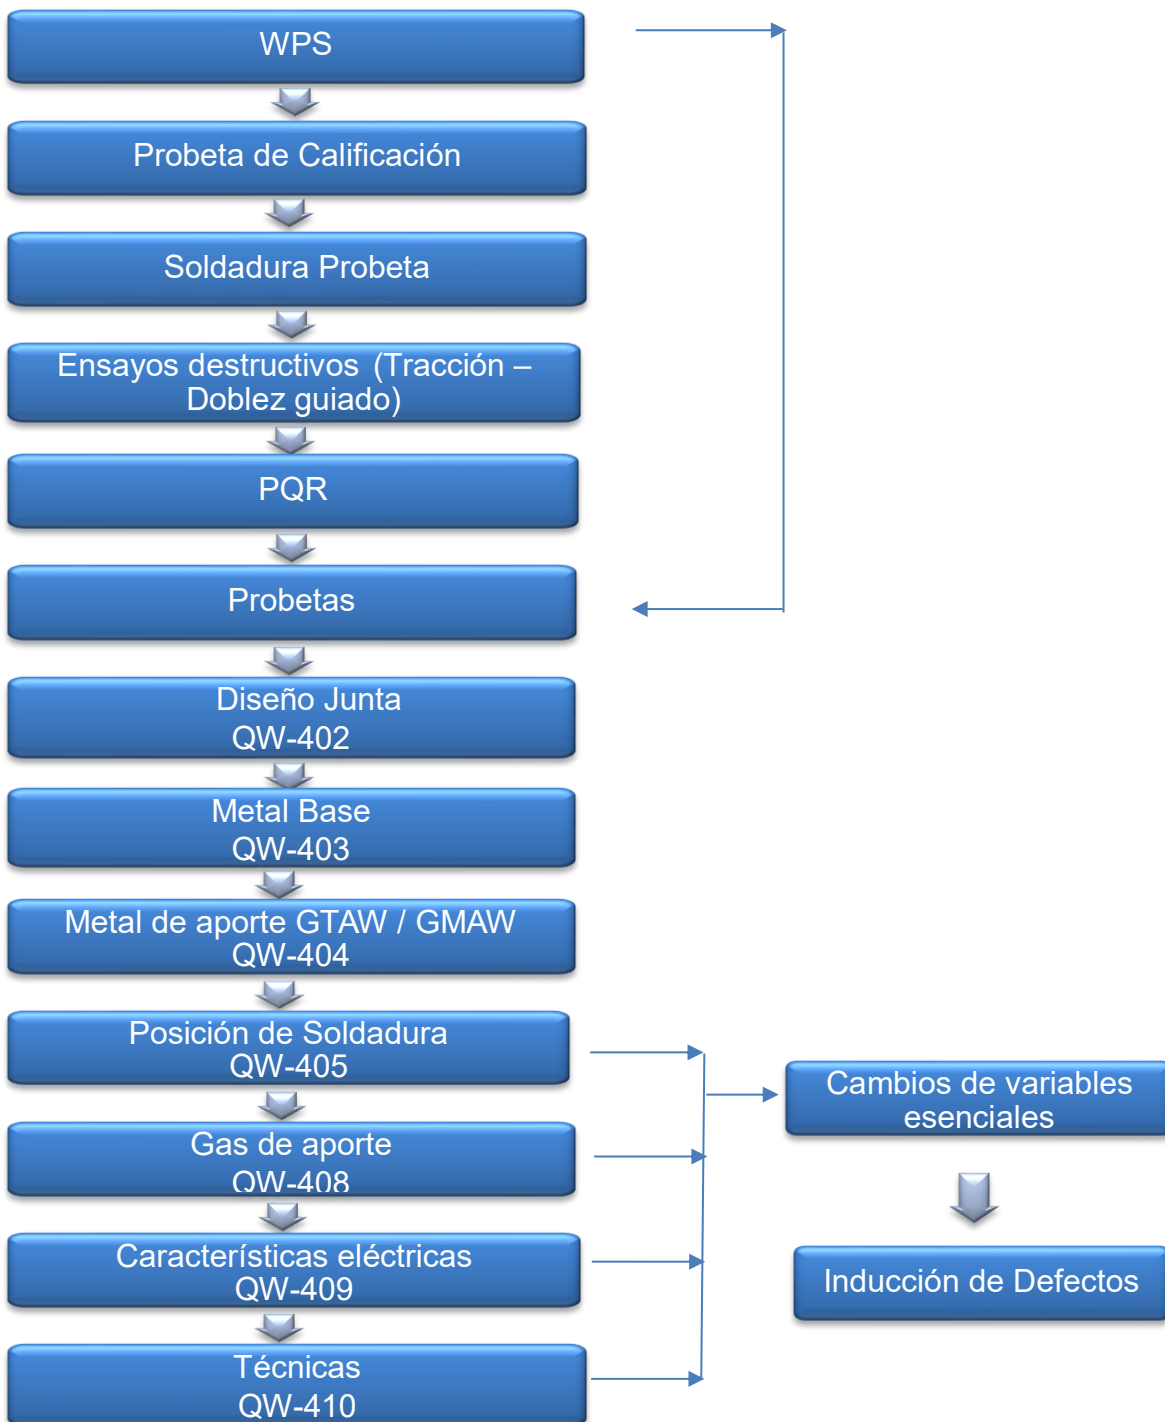 WPS
Probeta de Calificación
Soldadura Probeta
Ensayos destructivos (Tracción –
Doblez guiado)
PQR
Probetas
Diseño Junta
QW-402
Metal Base
QW-403
Metal de aporte GTAW / GMAW
QW-404
Posición de Soldadura
QW-405
Gas de aporte
QW-408
Características eléctricas
QW-409
Técnicas
QW-410
Cambios de variables
esenciales
Inducción de Defectos